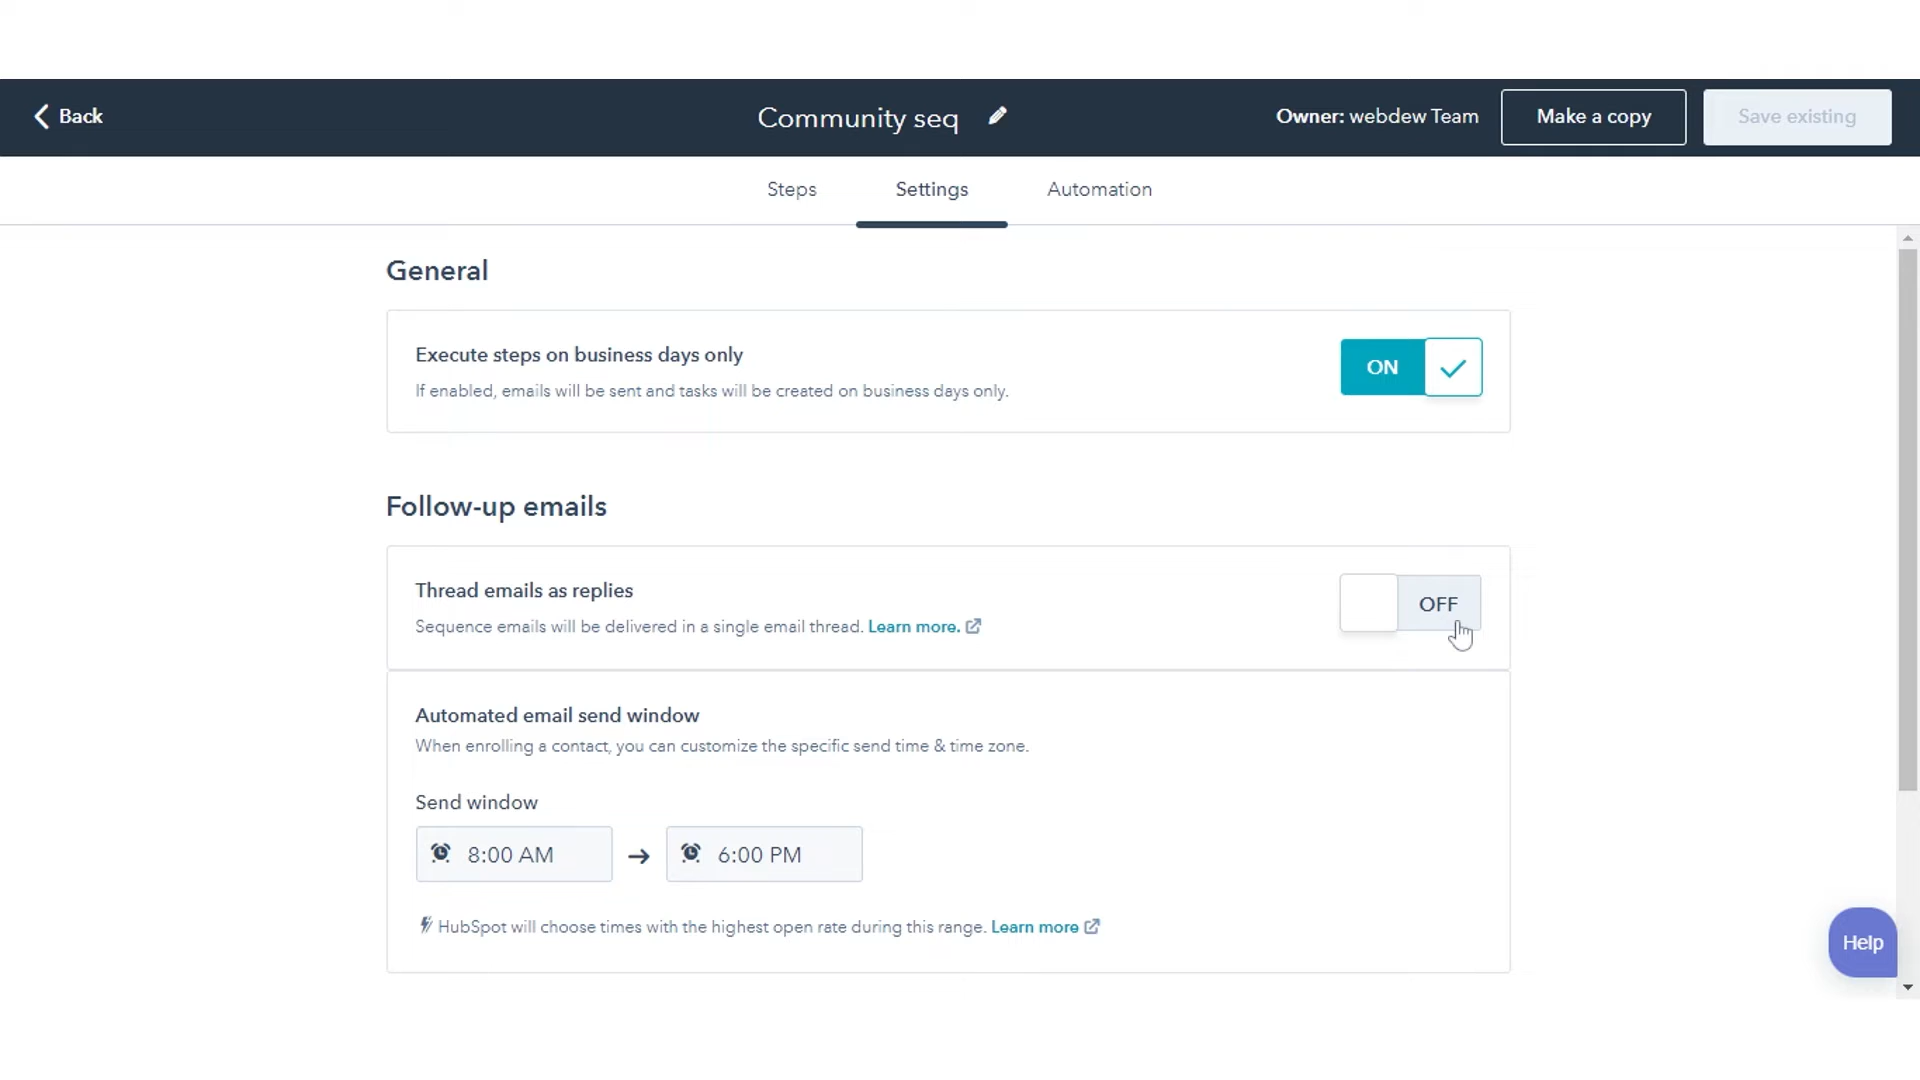 Back
Community seq
Owner: webdew Team
Make a copy
Save existing
Steps
Settings
Automation
General
Execute steps on business days only
If enabled, emails will be sent and tasks will be created on business days only.
ON
Follow-up emails
Thread emails as replies
Sequence emails will be delivered in a single email thread. Learn more.
OFF
Automated email send window
When enrolling a contact, you can customize the specific send time & time zone.
Send window
8:00 AM
6:00 PM
HubSpot will choose times with the highest open rate during this range. Learn more
Help